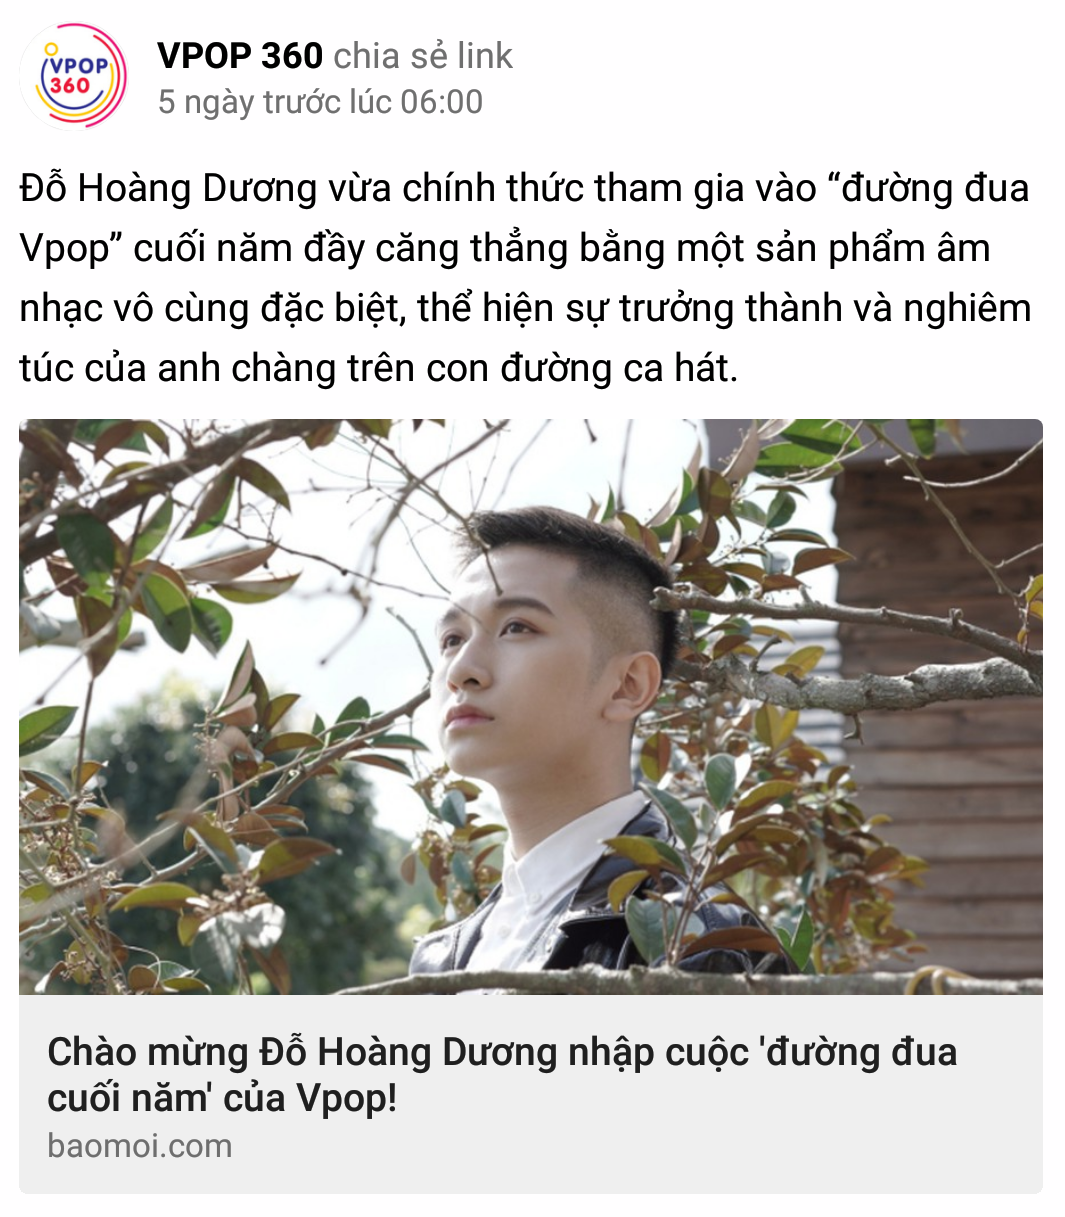 VPOP
360
VPOP 360 chia sẻ link
5 ngày trước lúc 06:00
Đỗ Hoàng Dương vừa chính thức tham gia vào “đường đua
Vpop” cuối năm đầy căng thẳng bằng một sản phẩm âm
nhạc vô cùng đặc biệt, thể hiện sự trưởng thành và nghiêm
túc của anh chàng trên con đường ca hát.
Chào mừng Đỗ Hoàng Dương nhập cuộc 'đường đua
cuối năm' của Vpop!
baomoi.com